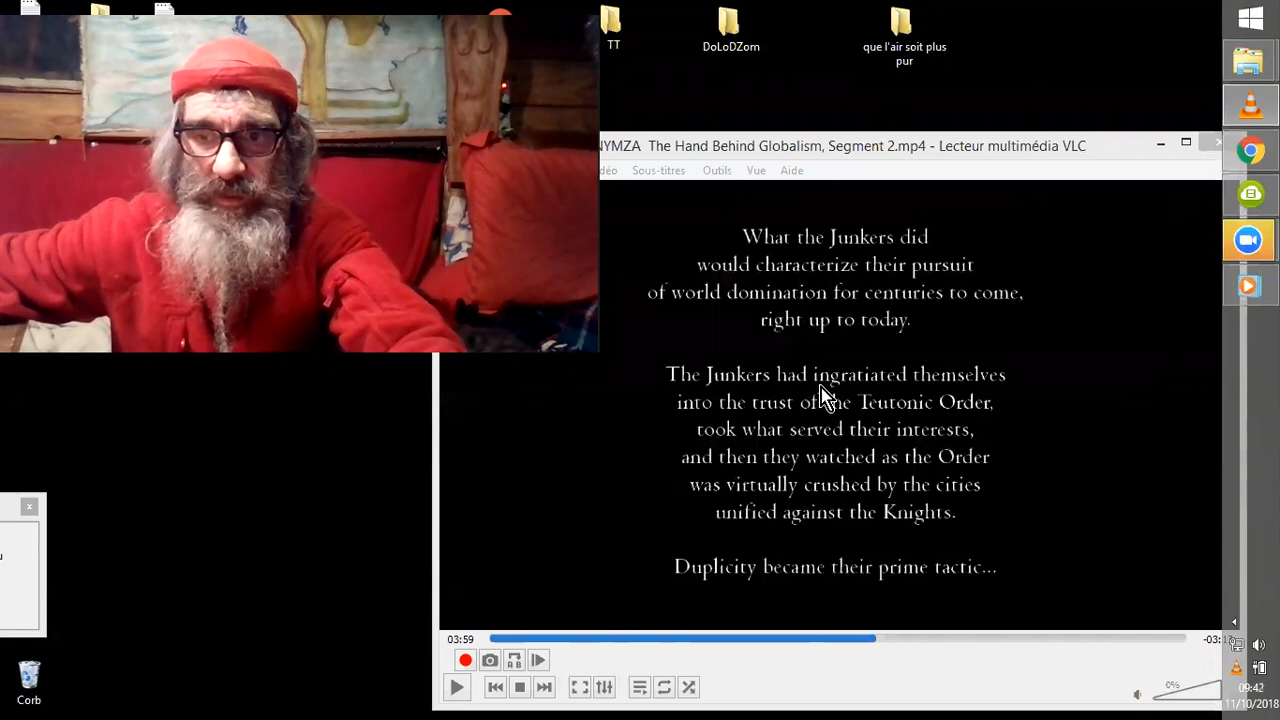 TT
DoLoDZom
que l'air soit plus
pur
NYMZA The Hand Behind Globalism, Segment 2.mp4 - Lecteur multimédia VLC
Sous-titres Outils Vue Aide
What the Junkers did
would characterize their pursuit
of world domination for centuries to come,
right up to today.
The Junkers had ingratiated themselves
into the trust of the Teutonic Order,
took what served their interests,
and then they watched as the Order
was virtually crushed by the cities
unified against the Knights.
Duplicity became their prime tactic...
03:59
0%
Corb
09:42
11/10/2018